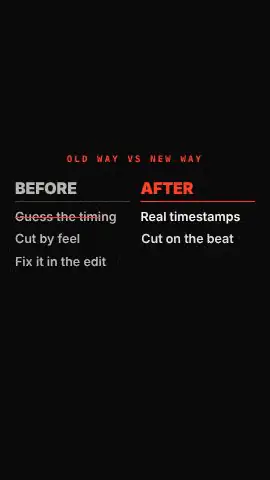 OLD WAY VS NEW WAY
BEFORE
Guess the timing
Cut by feel
Fix it in the edit
AFTER
Real timestamps
Cut on the beat